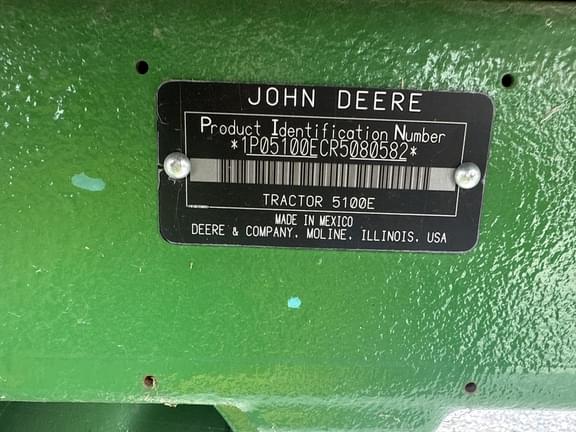 JOHN DEERE
Product Identification Number
*1P05100ECR5080582*
TRACTOR 5100E
MADE IN MEXICO
DEERE & COMPANY, MOLINE, ILLINOIS, USA